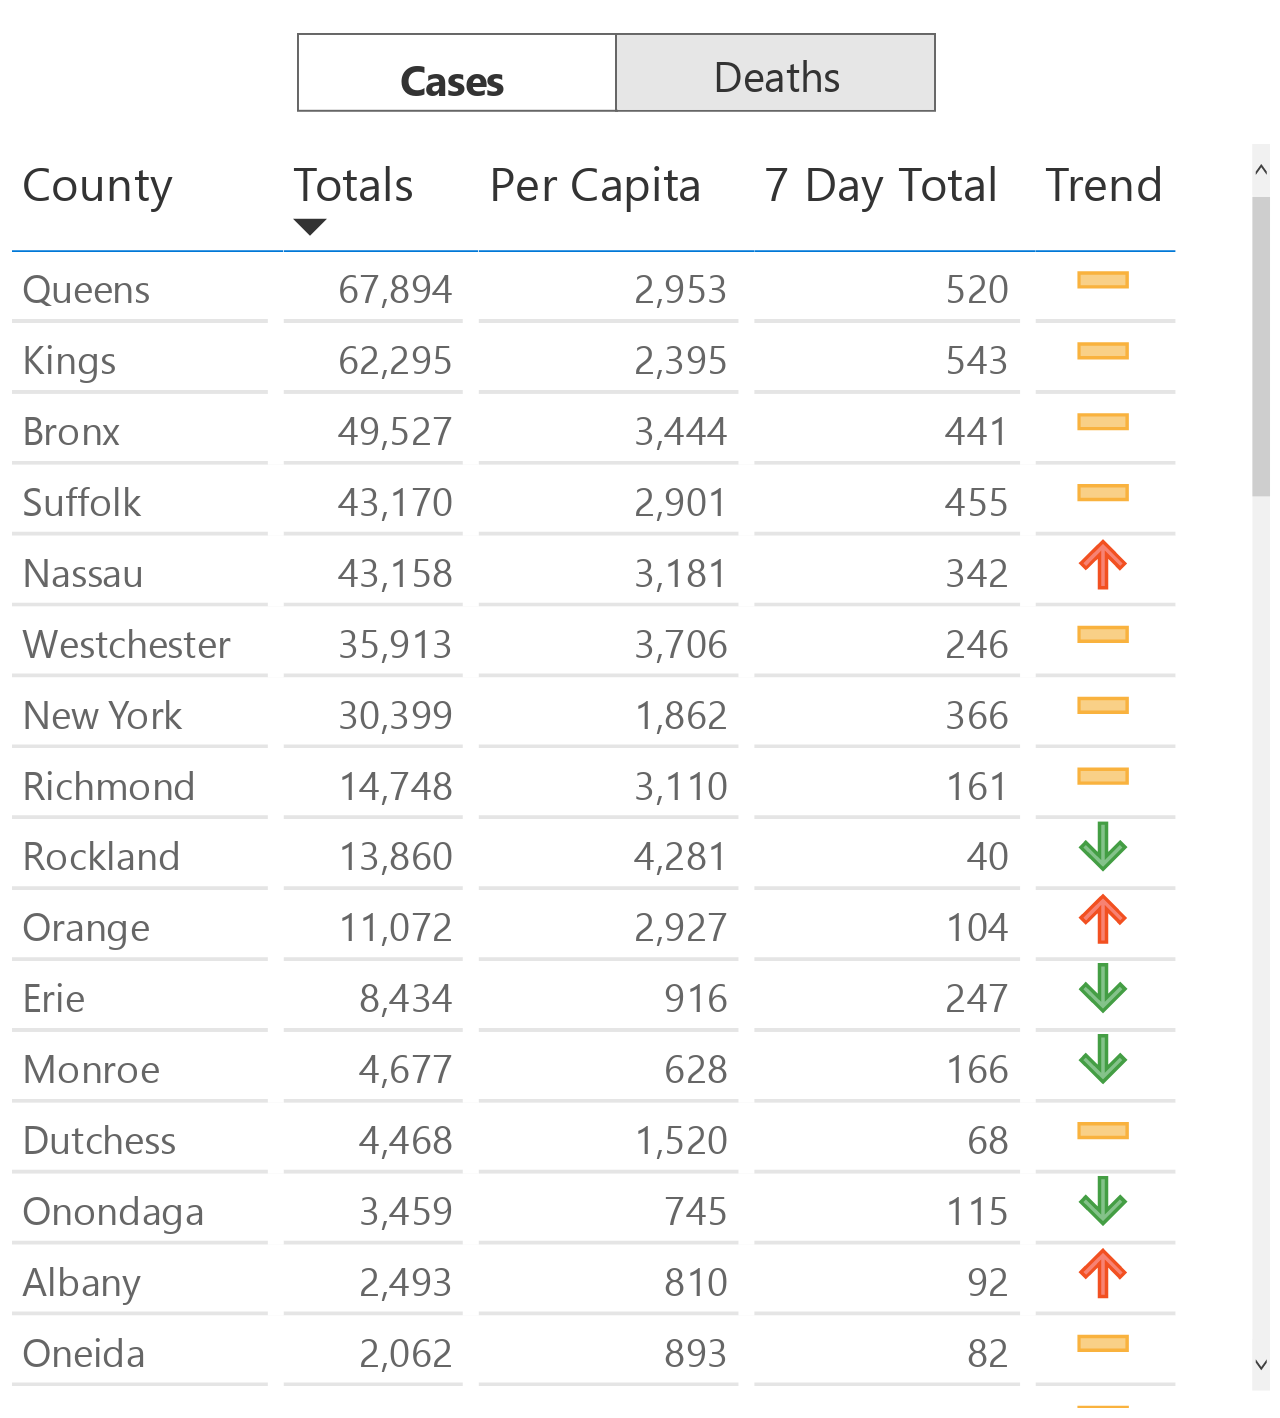 Cases Deaths
County Totals Per Capita 7 Day Total Trend
Queens 67,894 2,953 520
Kings 62,295 2,395 543
Bronx 49,527 3,444 441
Suffolk 43,170 2,901 455
Nassau 43,158 3,181 342
Westchester 35,913 3,706 246
New York 30,399 1,862 366
Richmond 14,748 3,110 161
Rockland 13,860 4,281 40
Orange 11,072 2,927 104
Erie 8,434 916 247
Monroe 4,677 628 166
Dutchess 4,468 1,520 68
Onondaga 3,459 745 115
Albany 2,493 810 92
Oneida 2,062 893 82